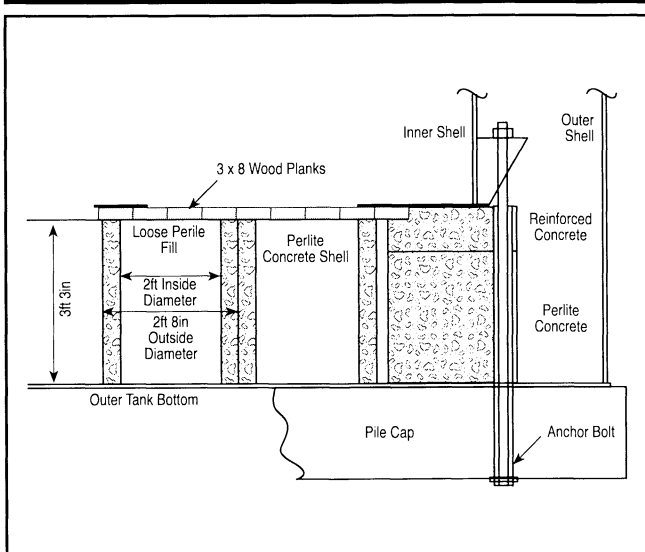 Inner Shell
Outer
Shell
3 x 8 Wood Planks
Loose Perile
Fill
Perlite
Concrete Shell
Reinforced
Concrete
2ft Inside
Diameter
3ft 3in
2ft 8in
Outside
Diameter
Perlite
Concrete
Outer Tank Bottom
Pile Cap
Anchor Bolt